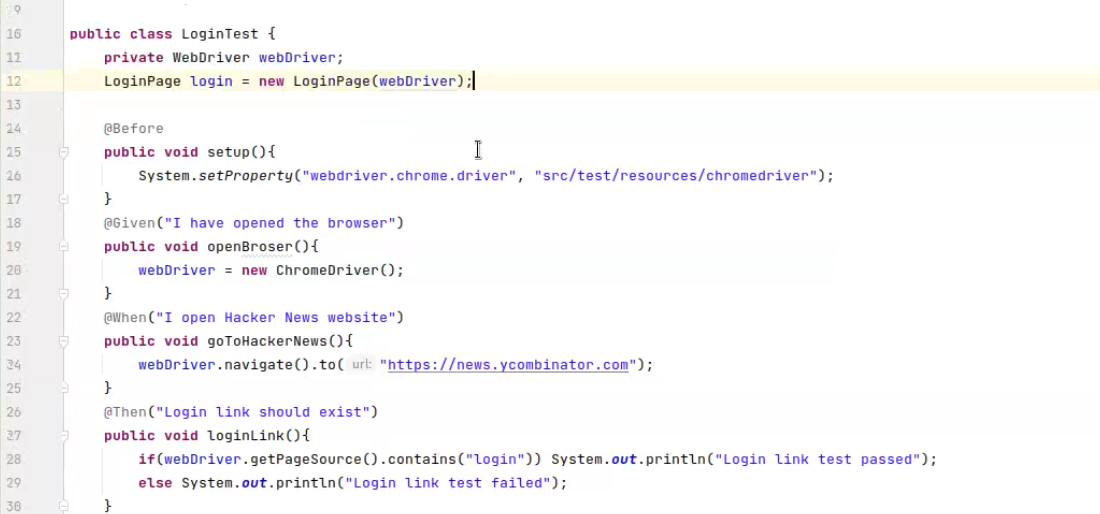 9
10 public class LoginTest {
11 private WebDriver webDriver;
12 LoginPage login = new LoginPage(webDriver);
13
24 @Before
25 public void setup(){
26 System.setProperty("webdriver.chrome.driver", "src/test/resources/chromedriver");
17 }
18 @Given("I have opened the browser")
19 public void openBroser(){
20 webDriver = new ChromeDriver();
21 }
22 @When("I open Hacker News website")
23 public void goToHackerNews(){
24 webDriver.navigate().to( url: "https://news.ycombinator.com");
25 }
26 @Then("Login link should exist")
27 public void loginLink(){
28 if(webDriver.getPageSource().contains("login")) System.out.println("Login link test passed");
29 else System.out.println("Login link test failed");
30 }